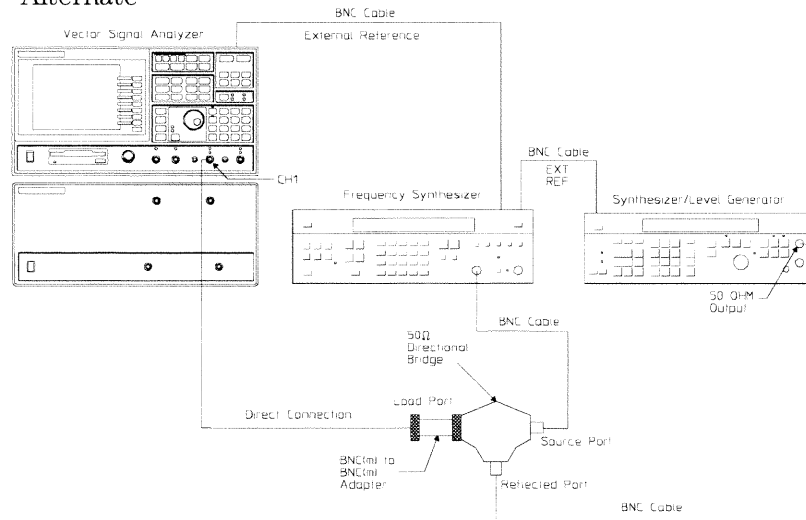 Alternate
BNC Cable
Vector Signal Analyzer
External Reference
BNC Cable
EXT
REF
CH1
Frequency Synthesizer
Synthesizer/Level Generator
50 OHM
Output
BNC Cable
50Ω
Directional
Bridge
Load Port
Direct Connection
Source Port
BNC(m) to
BNC(m)
Adapter
Reflected Port
BNC Cable